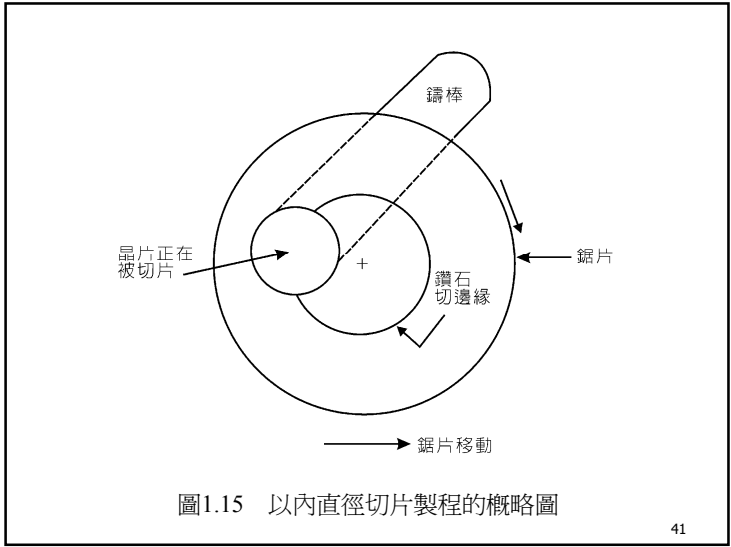 鑄棒
晶片正在
被切片
鋸片
鑽石
切邊緣
鋸片移動
圖1.15 以內直徑切片製程的概略圖
41